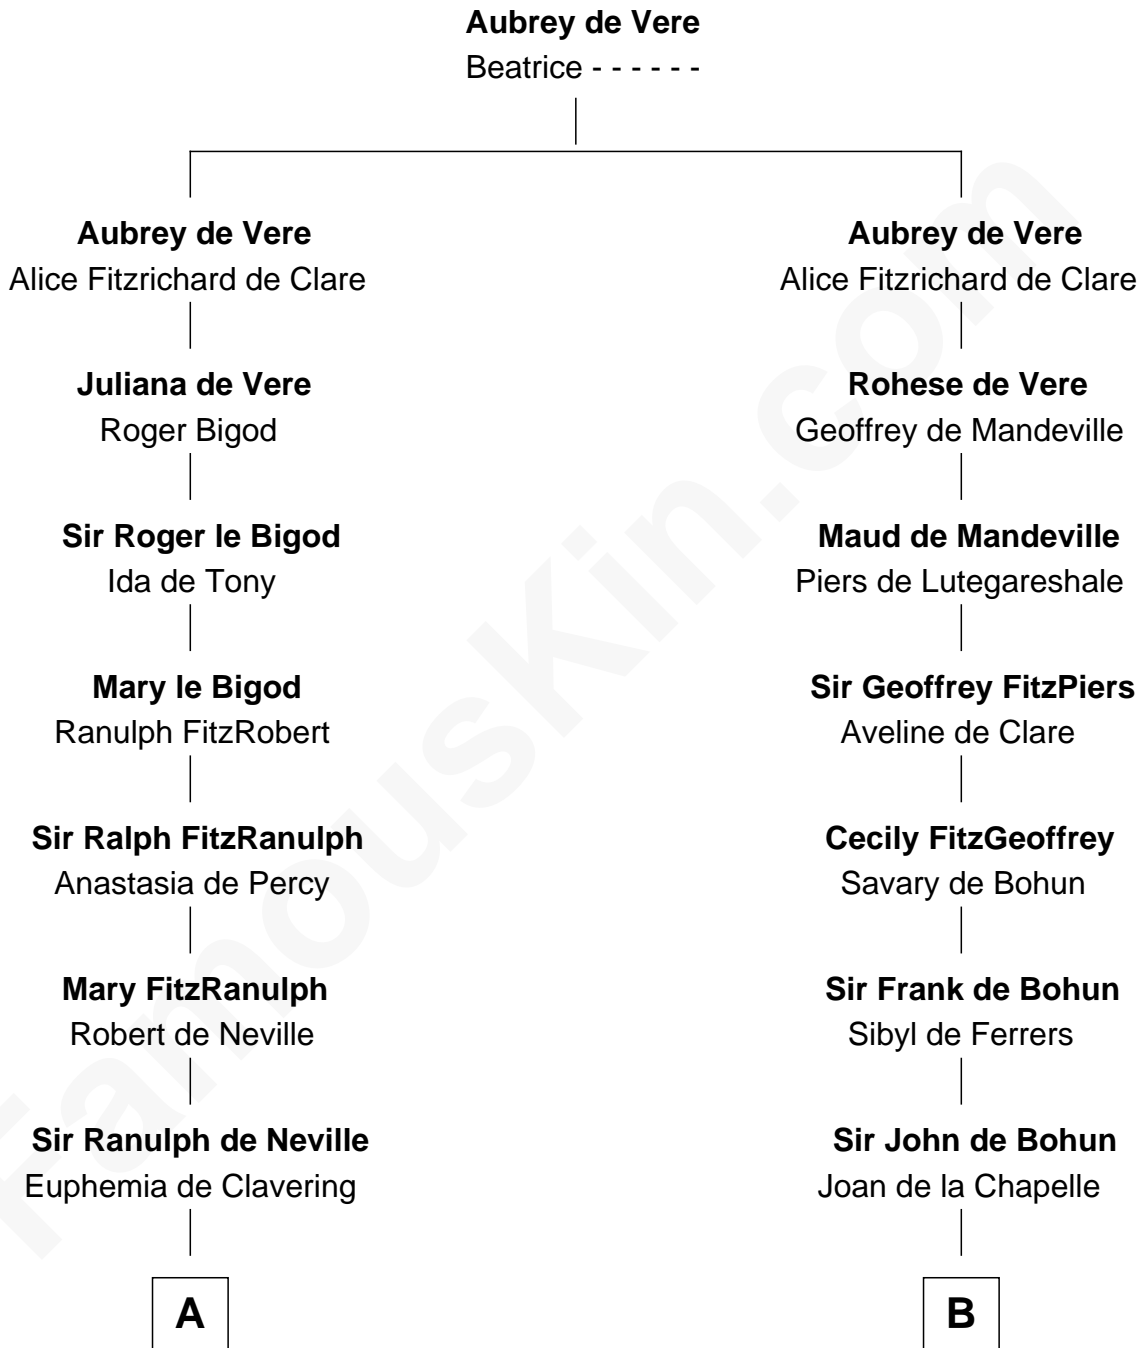 Aubrey de Vere
Beatrice - - - - - -
Aubrey de Vere
Alice Fitzrichard de Clare
Juliana de Vere
Roger Bigod
Sir Roger le Bigod
Ida de Tony
Mary le Bigod
Ranulph FitzRobert
Sir Ralph FitzRanulph
Anastasia de Percy
Mary FitzRanulph
Robert de Neville
Sir Ranulph de Neville
Euphemia de Clavering
A
Aubrey de Vere
Alice Fitzrichard de Clare
Rohese de Vere
Geoffrey de Mandeville
Maud de Mandeville
Piers de Lutegareshale
Sir Geoffrey FitzPiers
Aveline de Clare
Cecily FitzGeoffrey
Savary de Bohun
Sir Frank de Bohun
Sibyl de Ferrers
Sir John de Bohun
Joan de la Chapelle
B
FamousKin.com